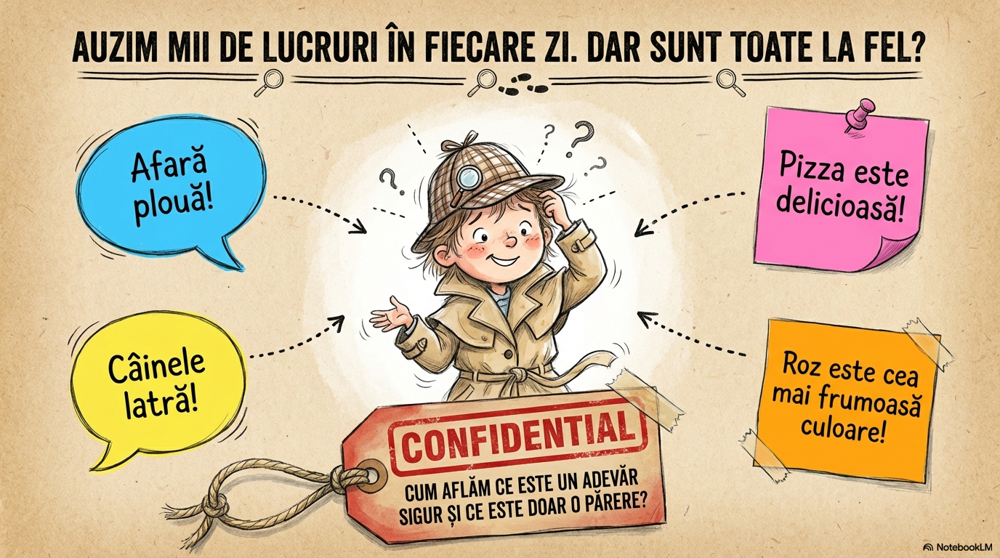 AUZIM MII DE LUCRURI ÎN FIECARE ZI. DAR SUNT TOATE LA FEL?
Afară
plouă!
Pizza este
delicioasă!
Câinele
latră!
Roz este cea
mai frumoasă
culoare!
CONFIDENTIAL
CUM AFLĂM CE ESTE UN ADEVĂR
SIGUR ȘI CE ESTE DOAR O PĂRERE?
NotebookLM